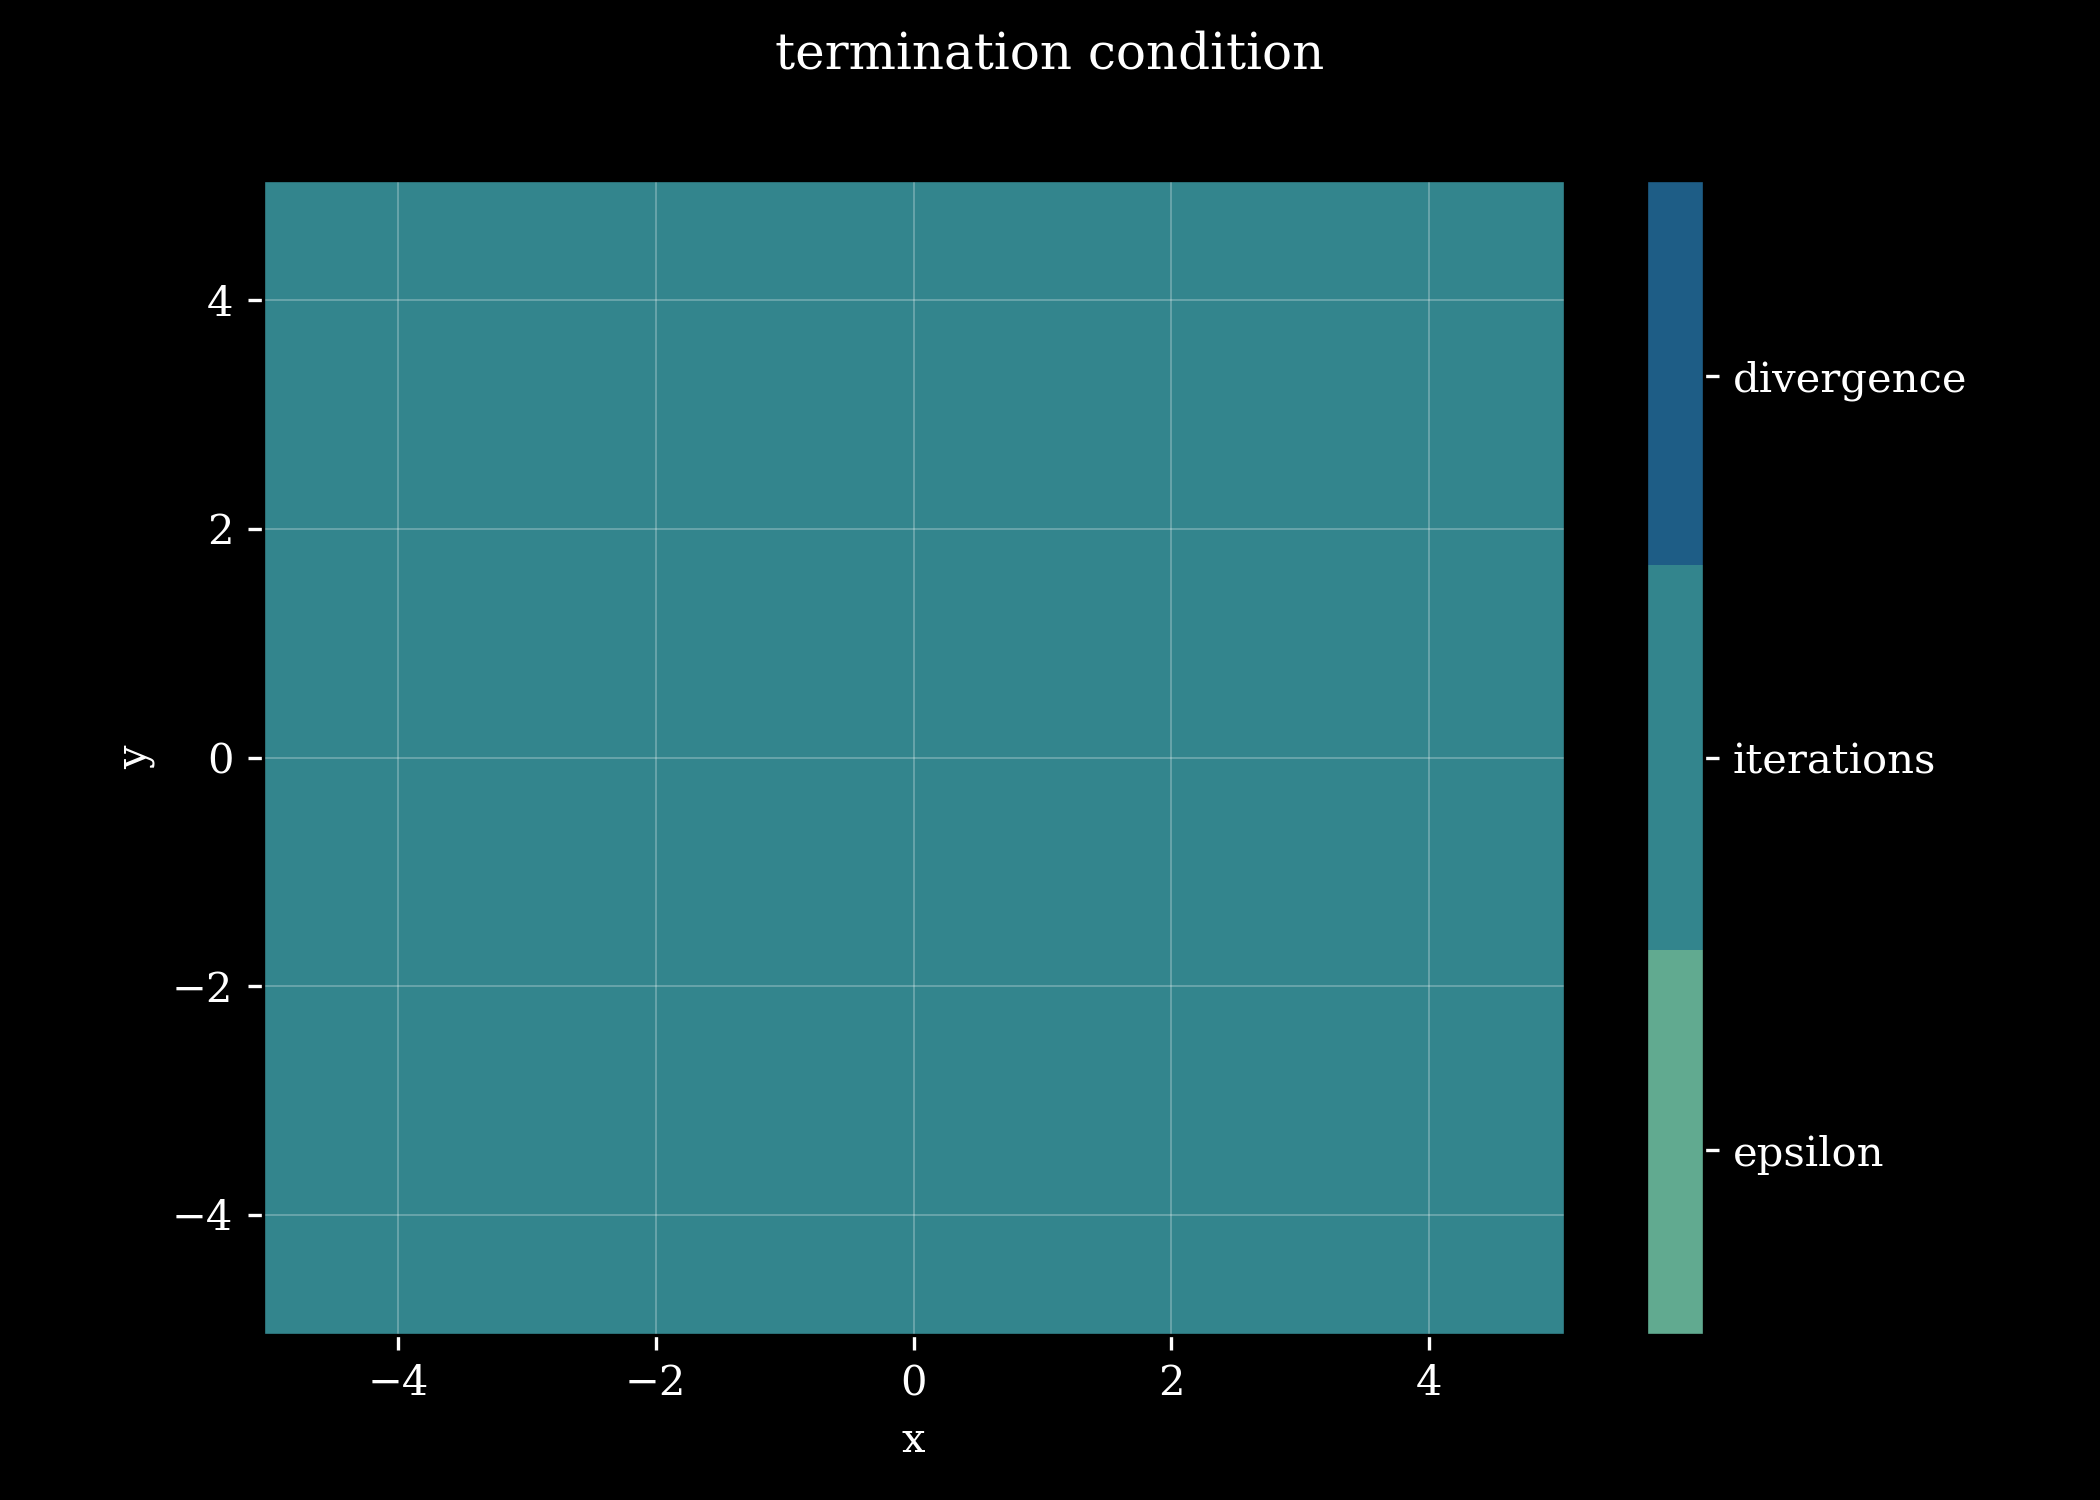 termination condition
4
2
0
−2
−4
y
−4 −2 0 2 4
x
divergence
iterations
epsilon